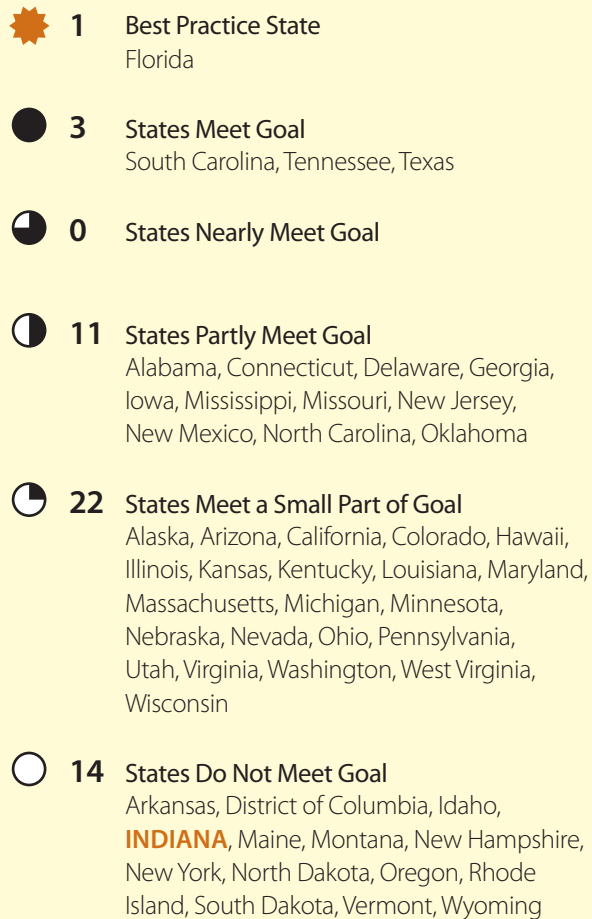 1 Best Practice State
Florida
3 States Meet Goal
South Carolina, Tennessee, Texas
0 States Nearly Meet Goal
11 States Partly Meet Goal
Alabama, Connecticut, Delaware, Georgia,
Iowa, Mississippi, Missouri, New Jersey,
New Mexico, North Carolina, Oklahoma
22 States Meet a Small Part of Goal
Alaska, Arizona, California, Colorado, Hawaii,
Illinois, Kansas, Kentucky, Louisiana, Maryland,
Massachusetts, Michigan, Minnesota,
Nebraska, Nevada, Ohio, Pennsylvania,
Utah, Virginia, Washington, West Virginia,
Wisconsin
14 States Do Not Meet Goal
Arkansas, District of Columbia, Idaho,
INDIANA, Maine, Montana, New Hampshire,
New York, North Dakota, Oregon, Rhode
Island, South Dakota, Vermont, Wyoming